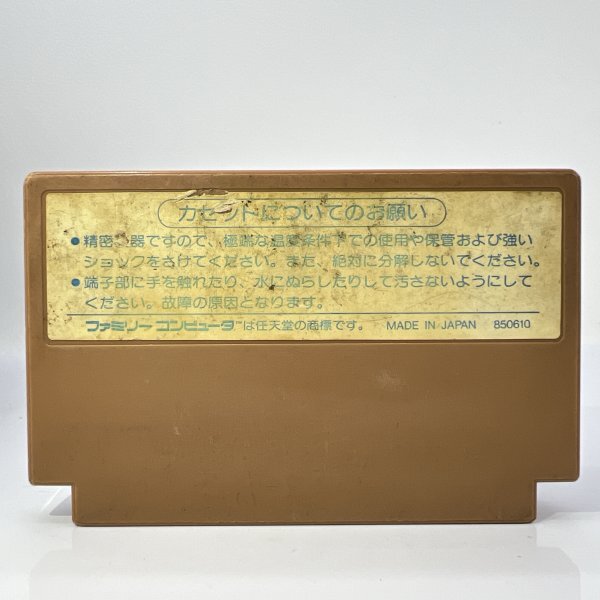 カセットについてのお願い
●精密機器ですので、極端な温度条件下での使用や保管および強い
ショックをさけてください。また、絶対に分解しないでください。
●端子部に手を触れたり、水にぬらしたりして汚さないようにして
ください。故障の原因となります。
ファミリーコンピュータ™は任天堂の商標です。 MADE IN JAPAN 850610